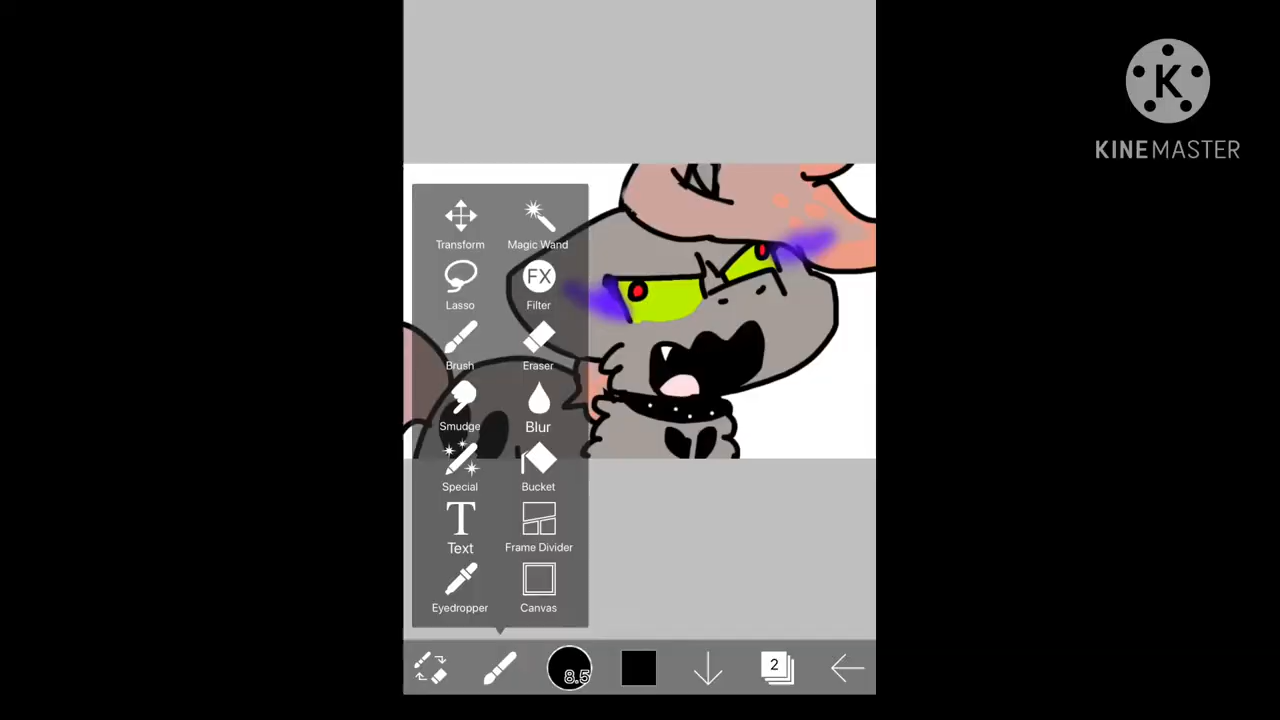 K
KINEMASTER
Transform
Magic Wand
Lasso
FX
Filter
Brush
Eraser
Smudge
Blur
Special
Bucket
T
Text
Frame Divider
Eyedropper
Canvas
8.5
2